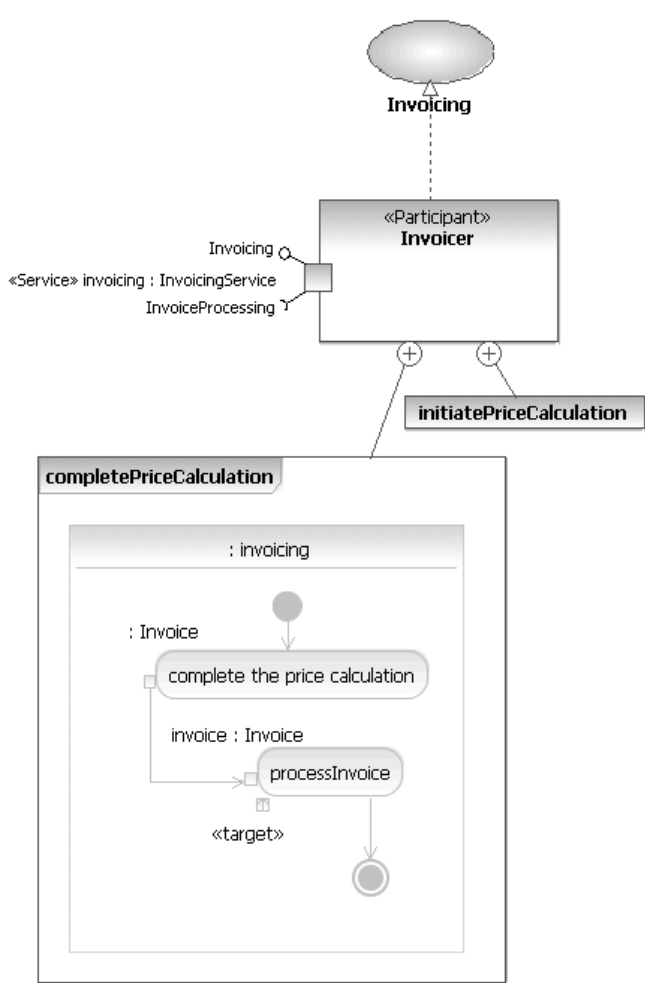 Invoicing
«Participant»
Invoicer
Invoicing
«Service» invoicing : InvoicingService
InvoiceProcessing
initiatePriceCalculation
completePriceCalculation
: invoicing
: Invoice
complete the price calculation
invoice : Invoice
processInvoice
«target»